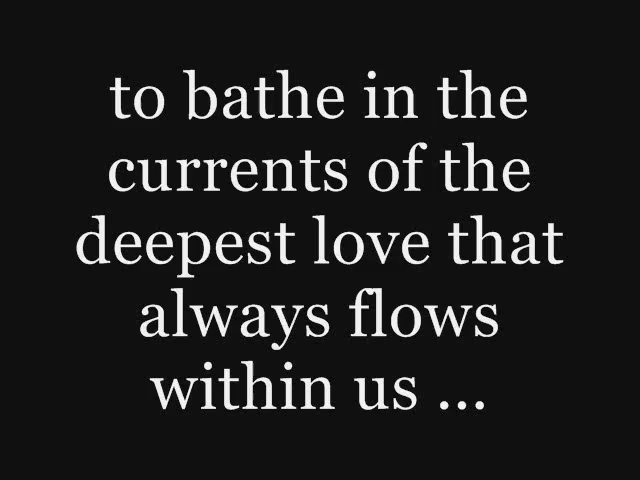 to bathe in the
currents of the
deepest love that
always flows
within us ...